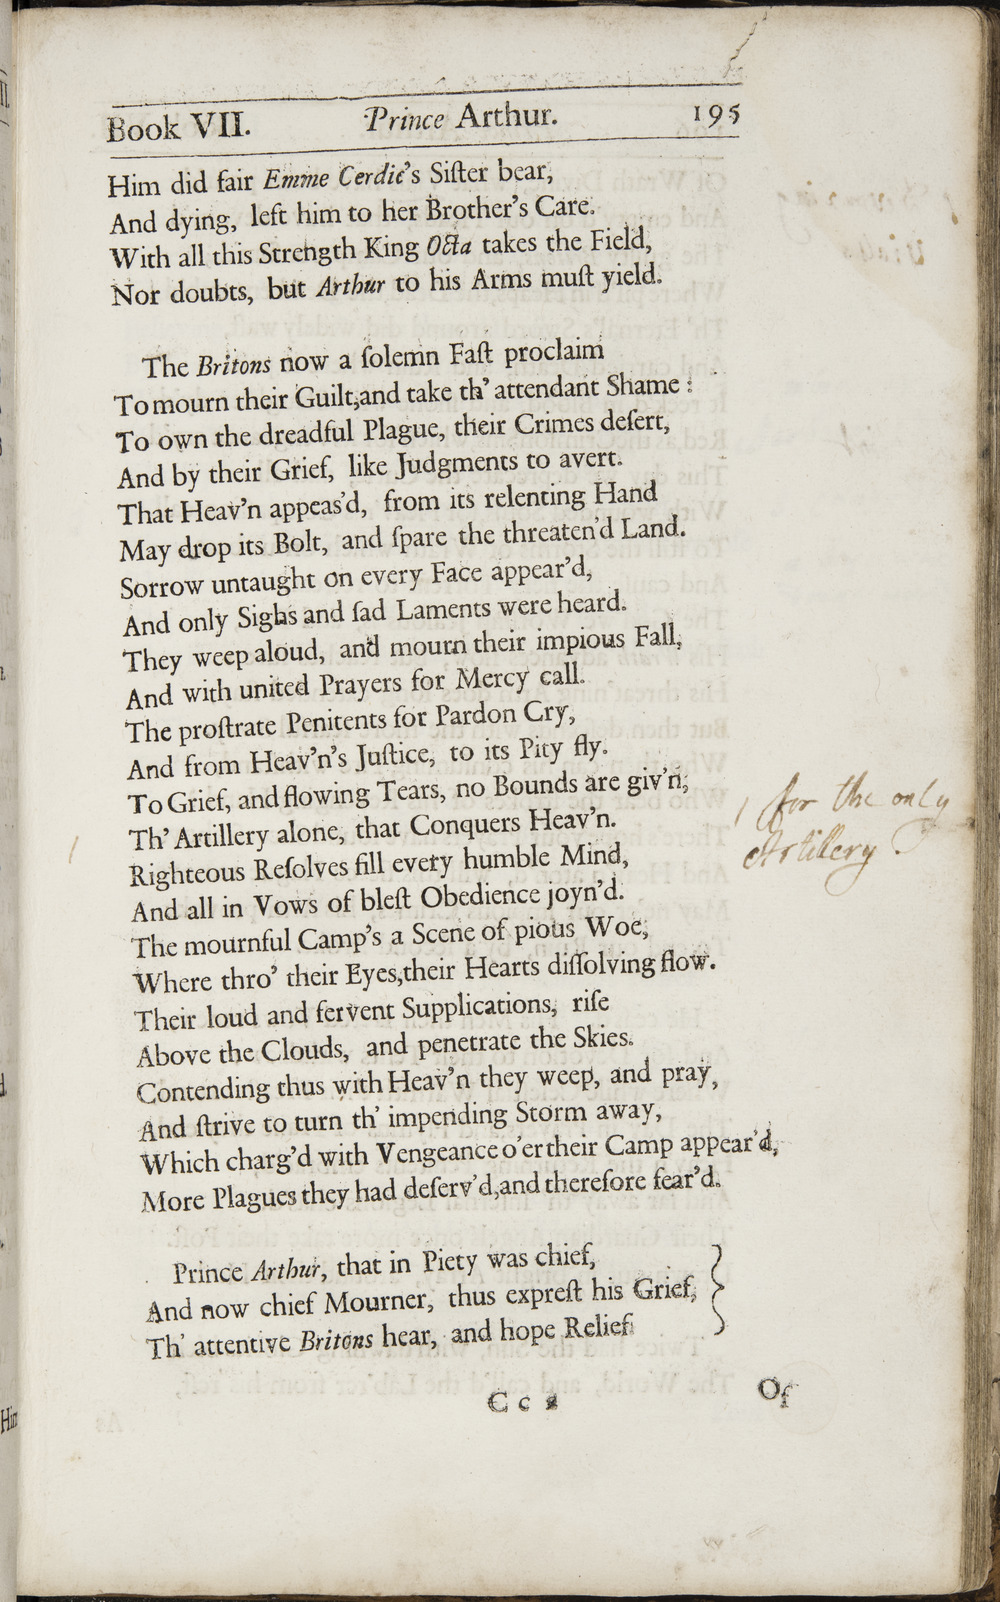 Book VII. Prince Arthur. 195
Him did fair Emme Cerdic's Siſter bear,
And dying, left him to her Brother's Care.
With all this Strength King Octa takes the Field,
Nor doubts, but Arthur to his Arms muſt yield.
The Britons now a ſolemn Faſt proclaim
To mourn their Guilt, and take th' attendant Shame:
To own the dreadful Plague, their Crimes deſert,
And by their Grief, like Judgments to avert.
That Heav'n appeas'd, from its relenting Hand
May drop its Bolt, and ſpare the threaten'd Land.
Sorrow untaught on every Face appear'd,
And only Sighs and ſad Laments were heard.
They weep aloud, and mourn their impious Fall,
And with united Prayers for Mercy call.
The proſtrate Penitents for Pardon Cry,
And from Heav'n's Juſtice, to its Pity fly.
To Grief, and flowing Tears, no Bounds are giv'n,
Th' Artillery alone, that Conquers Heav'n.
for the only
Artillery
Righteous Reſolves fill every humble Mind,
And all in Vows of bleſt Obedience joyn'd.
The mournful Camp's a Scene of pious Woe,
Where thro' their Eyes, their Hearts diſſolving flow.
Their loud and fervent Supplications, riſe
Above the Clouds, and penetrate the Skies.
Contending thus with Heav'n they weep, and pray,
And ſtrive to turn th' impending Storm away,
Which charg'd with Vengeance o'er their Camp appear'd,
More Plagues they had deſerv'd, and therefore fear'd.
Prince Arthur, that in Piety was chief,
And now chief Mourner, thus expreſt his Grief,
Th' attentive Britons hear, and hope Relief
C c 2 Of